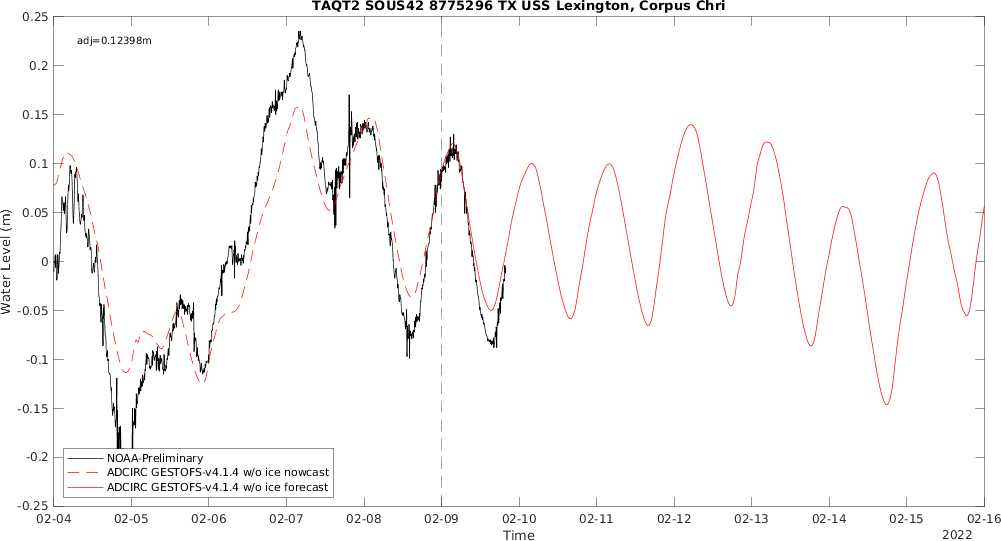 TAQT2 SOUS42 8775296 TX USS Lexington, Corpus Chri
adj=0.12398m
0.25
0.2
0.15
0.1
0.05
0
-0.05
-0.1
-0.15
-0.2
-0.25
Water Level (m)
NOAA-Preliminary
ADCIRC GESTOFS-v4.1.4 w/o ice nowcast
ADCIRC GESTOFS-v4.1.4 w/o ice forecast
02-04 02-05 02-06 02-07 02-08 02-09 02-10 02-11 02-12 02-13 02-14 02-15 02-16
Time
2022